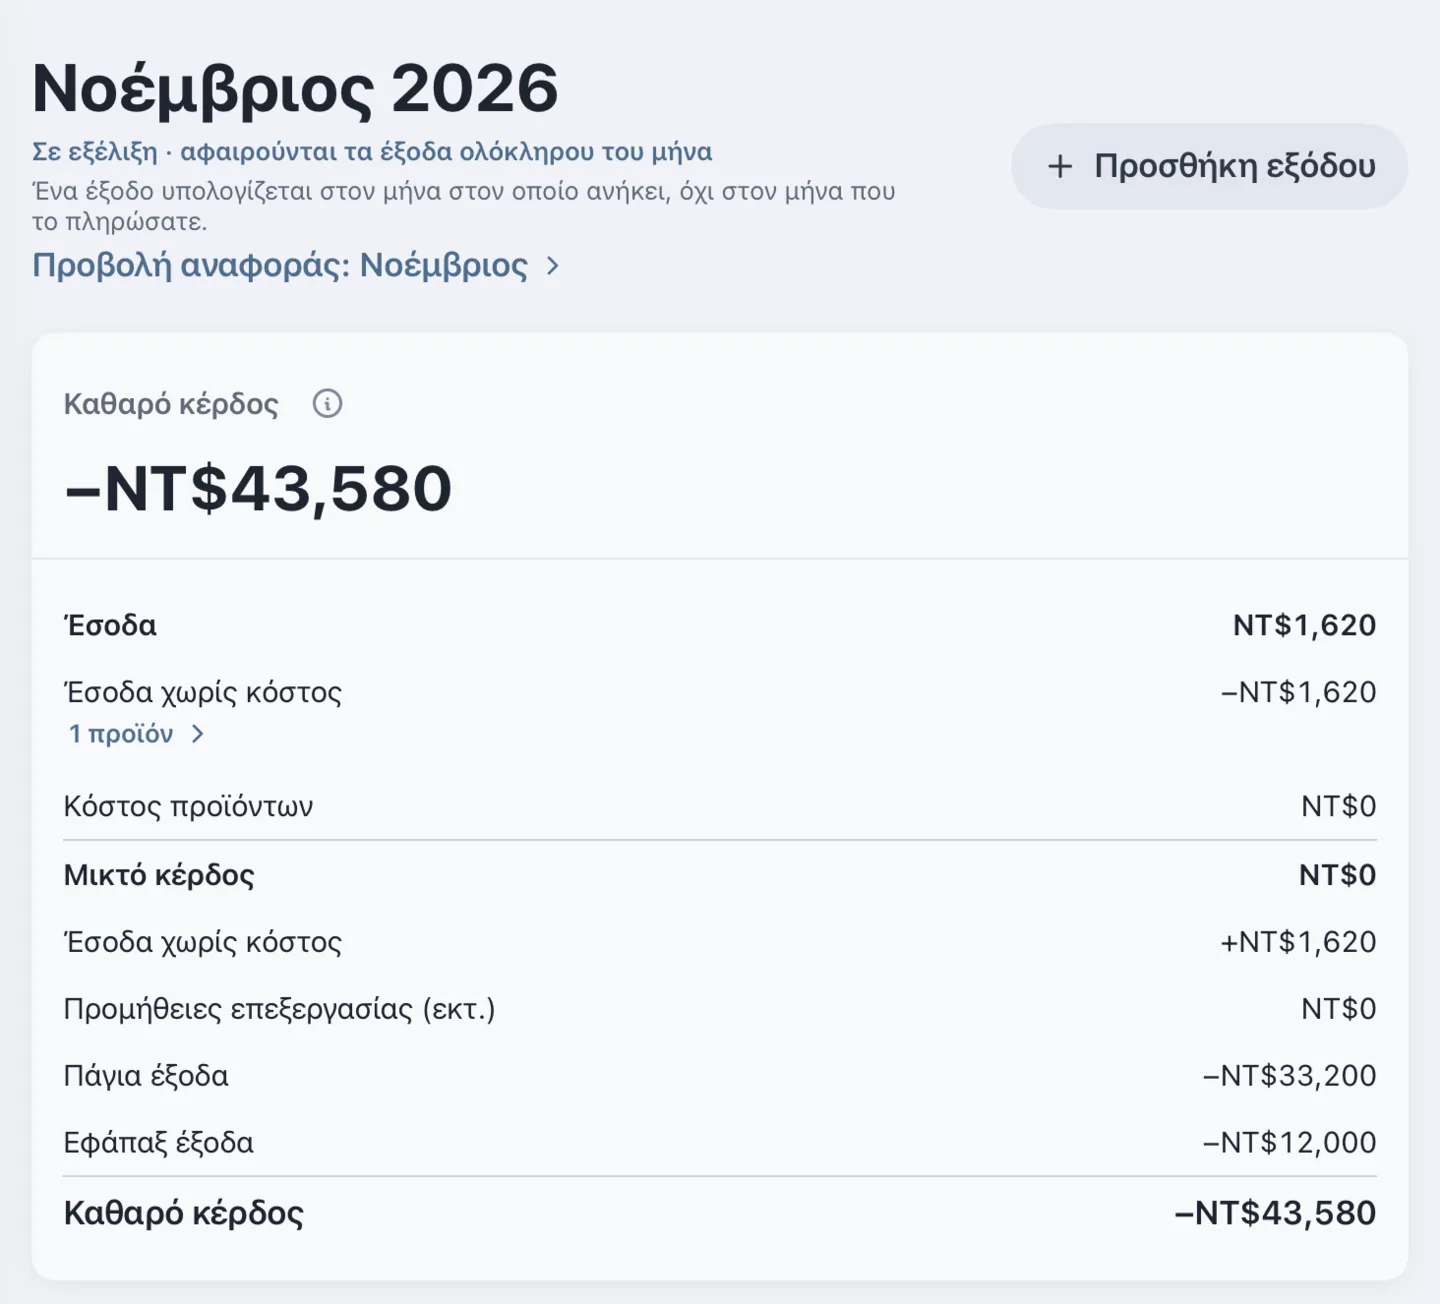 Νοέμβριος 2026
Σε εξέλιξη · αφαιρούνται τα έξοδα ολόκληρου του μήνα
Ένα έξοδο υπολογίζεται στον μήνα στον οποίο ανήκει, όχι στον μήνα που
το πληρώσατε.
Προβολή αναφοράς: Νοέμβριος
+ Προσθήκη εξόδου
Καθαρό κέρδος
–NT$43,580
Έσοδα NT$1,620
Έσοδα χωρίς κόστος –NT$1,620
1 προϊόν
Κόστος προϊόντων NT$0
Μικτό κέρδος NT$0
Έσοδα χωρίς κόστος +NT$1,620
Προμήθειες επεξεργασίας (εκτ.) NT$0
Πάγια έξοδα –NT$33,200
Εφάπαξ έξοδα –NT$12,000
Καθαρό κέρδος –NT$43,580